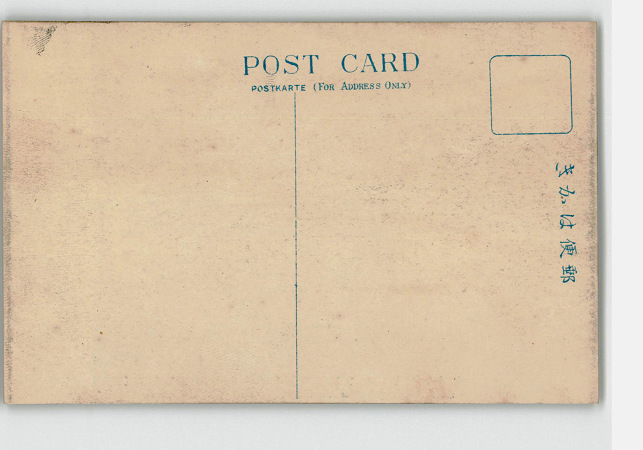 POST CARD
POSTKARTE (FOR ADDRESS ONLY)
郵便はかき